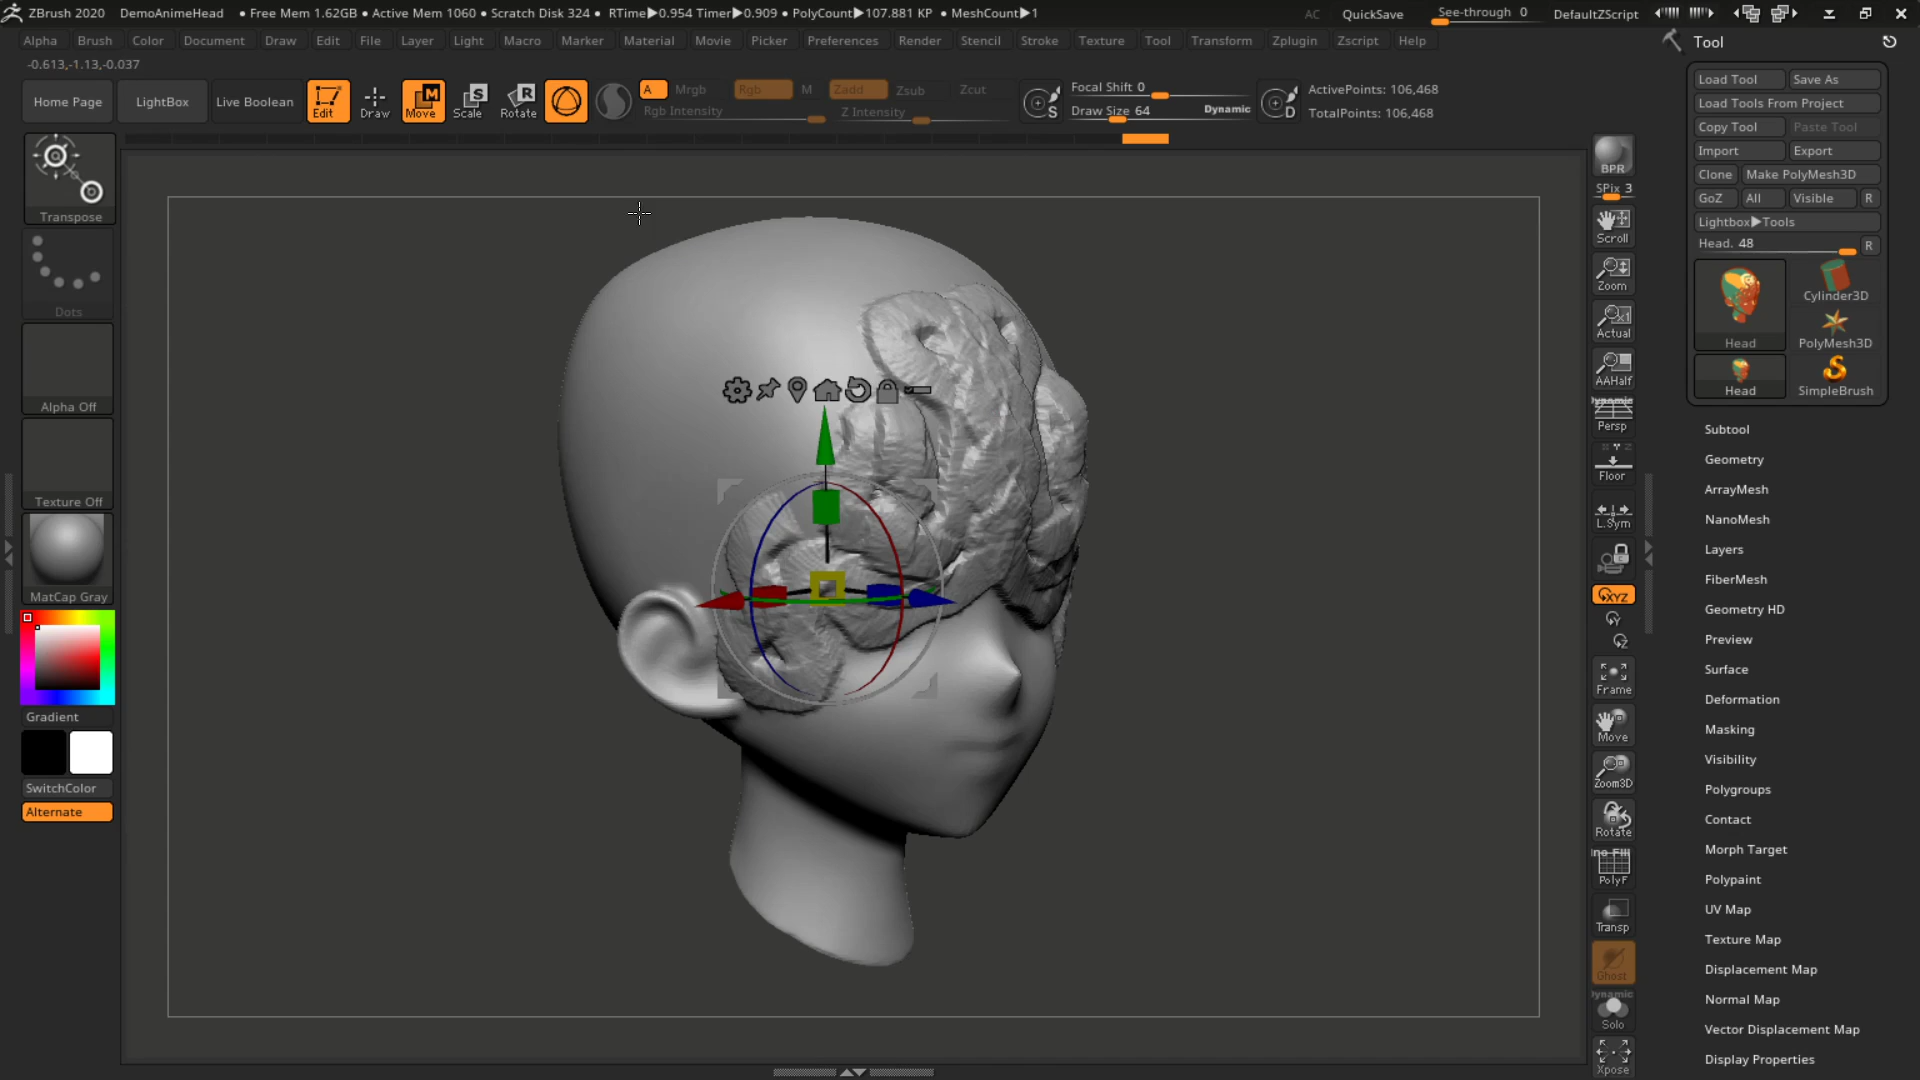 ZBrush 2020 DemoAnimeHead • Free Mem 1.62GB • Active Mem 1060 • Scratch Disk 324 • RTime▶0.954 Timer▶0.909 • PolyCount▶107.881 KP • MeshCount▶1 AC QuickSave See-through 0 DefaultZScript
Alpha Brush Color Document Draw Edit File Layer Light Macro Marker Material Movie Picker Preferences Render Stencil Stroke Texture Tool Transform Zplugin Zscript Help
-0.613,-1.13,-0.037
Home Page LightBox Live Boolean Edit Draw Move Scale Rotate
A Mrgb Rgb M Zadd Zsub Zcut
Rgb Intensity Z Intensity
Focal Shift 0
Draw Size 64 Dynamic
ActivePoints: 106,468
TotalPoints: 106,468
Transpose
Dots
Alpha Off
Texture Off
MatCap Gray
Gradient
SwitchColor
Alternate
BPR
SPix 3
Scroll
Zoom
Actual
AAHalf
Dynamic
Persp
Floor
L.Sym
XYZ
Frame
Move
Zoom3D
Rotate
PolyF
Transp
Ghost
Dynamic
Solo
Xpose
Tool
Load Tool Save As
Load Tools From Project
Copy Tool Paste Tool
Import Export
Clone Make PolyMesh3D
GoZ All Visible R
Lightbox▶Tools
Head. 48 R
Head Cylinder3D
PolyMesh3D
Head SimpleBrush
Subtool
Geometry
ArrayMesh
NanoMesh
Layers
FiberMesh
Geometry HD
Preview
Surface
Deformation
Masking
Visibility
Polygroups
Contact
Morph Target
Polypaint
UV Map
Texture Map
Displacement Map
Normal Map
Vector Displacement Map
Display Properties